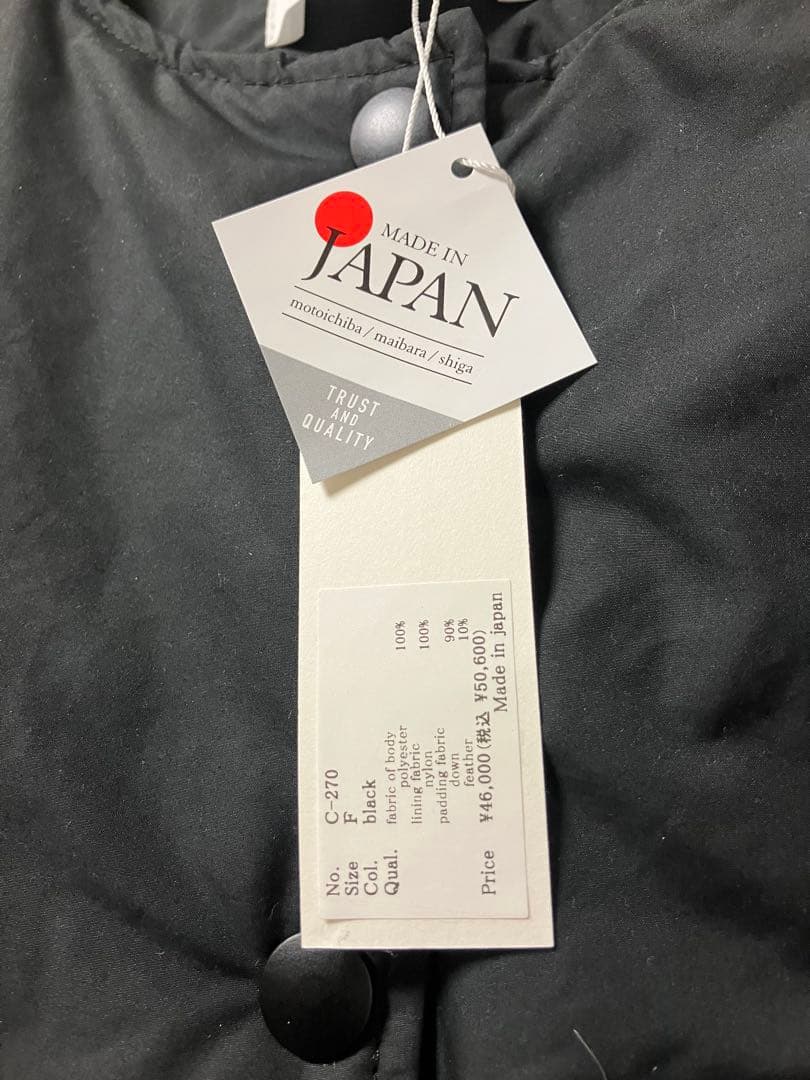 MADE IN
JAPAN
motoichiba / maibara / shiga
TRUST
AND
QUALITY
No. C-270
Size F
Col. black
Qual. fabric of body
polyester 100%
lining fabric
nylon 100%
padding fabric
down 90%
feather 10%
Price ¥46,000 (税込 ¥50,600)
Made in japan